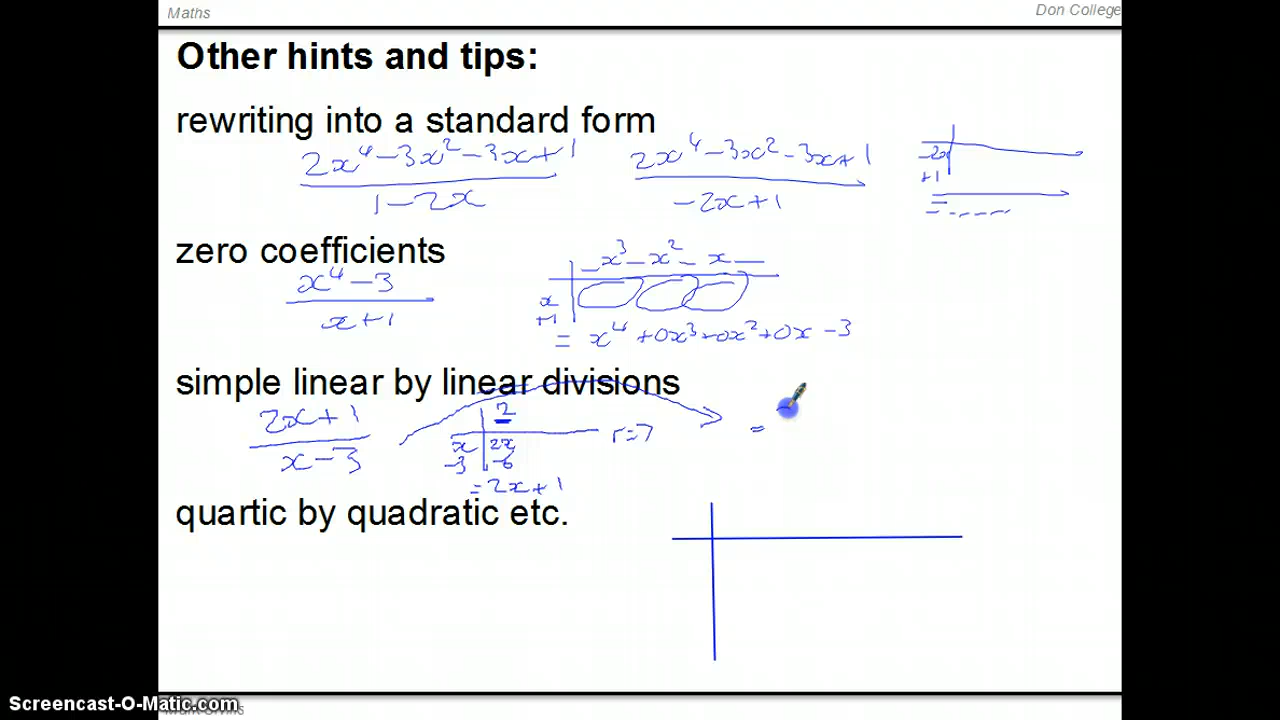 Maths Don College
Other hints and tips:
rewriting into a standard form
2x⁴ - 3x² - 3x + 1 2x⁴ - 3x² - 3x + 1 -2x
1 - 2x -2x + 1 +1
= -----
zero coefficients
x⁴ - 3 _x³ _x² _ x __
x + 1 x
+1
= x⁴ + 0x³ + 0x² + 0x - 3
simple linear by linear divisions
2x + 1 2
x - 3 x 2x r = 7 =
-3 -6
= 2x + 1
quartic by quadratic etc.
Screencast-O-Matic.com